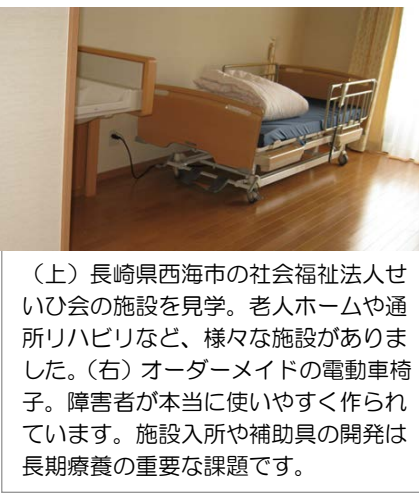 （上）長崎県西海市の社会福祉法人せ
いひ会の施設を見学。老人ホームや通
所リハビリなど、様々な施設がありま
した。（右）オーダーメイドの電動車椅
子。障害者が本当に使いやすく作られ
ています。施設入所や補助具の開発は
長期療養の重要な課題です。